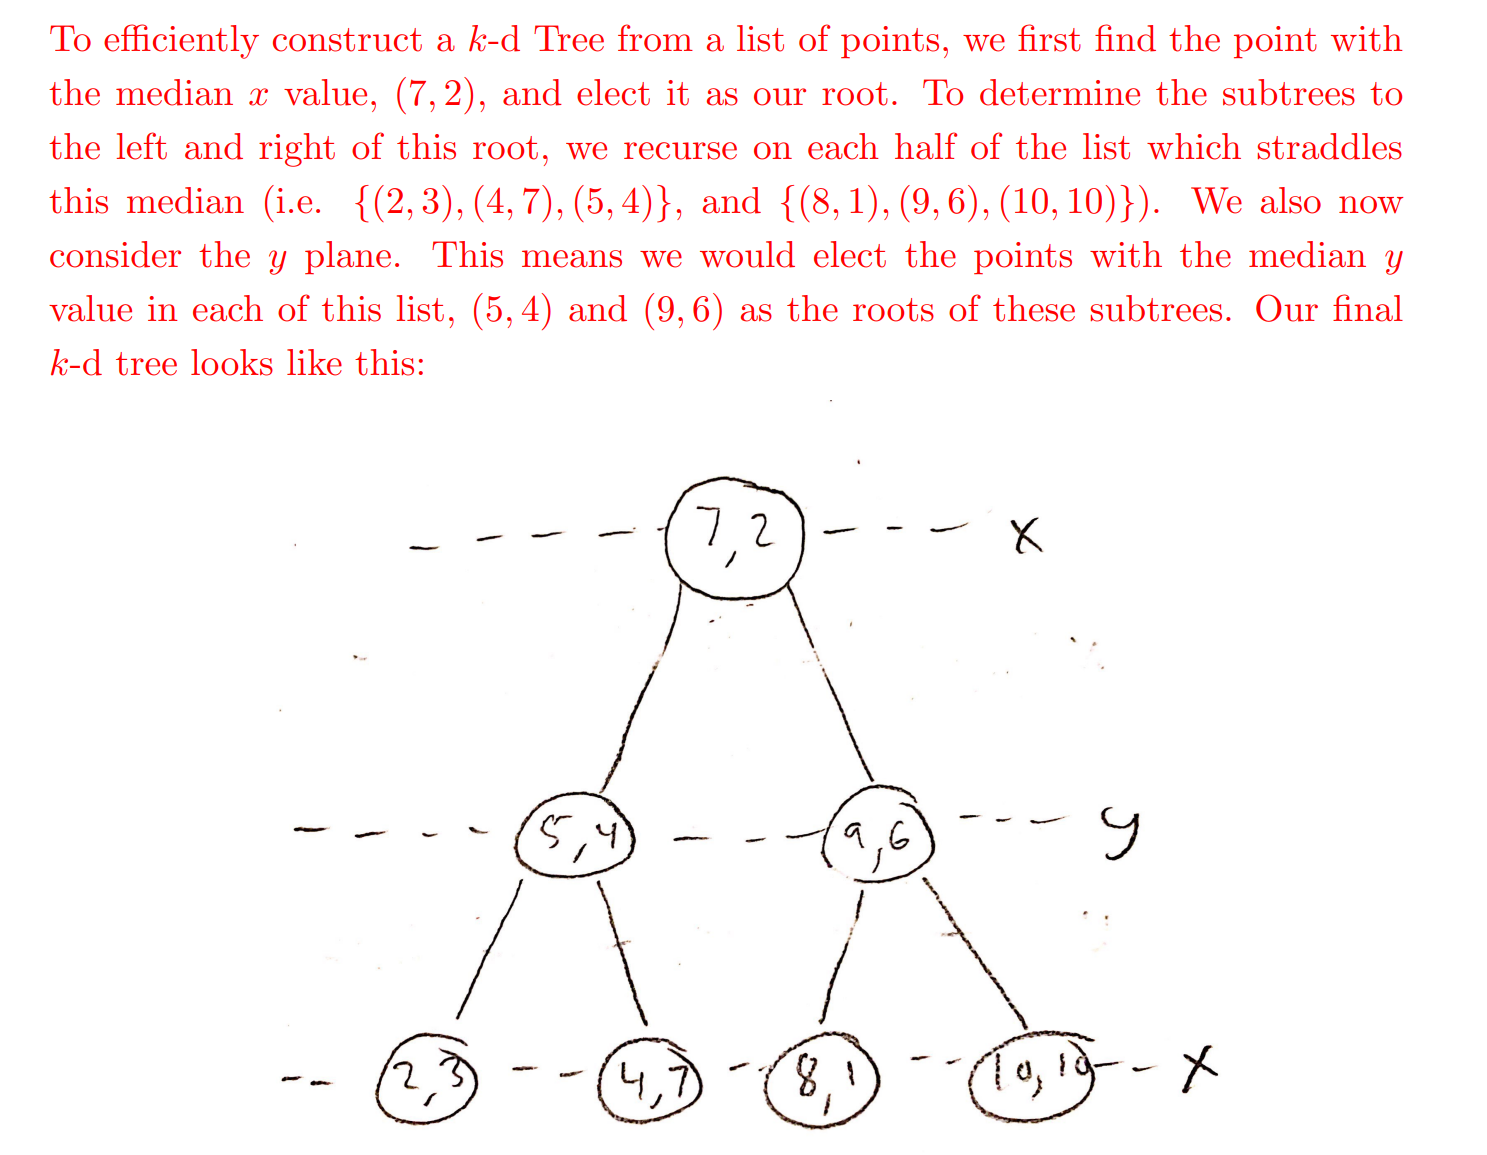 To efficiently construct a k-d Tree from a list of points, we first find the point with
the median x value, (7, 2), and elect it as our root. To determine the subtrees to
the left and right of this root, we recurse on each half of the list which straddles
this median (i.e. {(2, 3), (4, 7), (5, 4)}, and {(8, 1), (9, 6), (10, 10)}). We also now
consider the y plane. This means we would elect the points with the median y
value in each of this list, (5, 4) and (9, 6) as the roots of these subtrees. Our final
k-d tree looks like this:
7,2 x
5,4 9,6 y
2,3 4,7 8,1 10,10 x